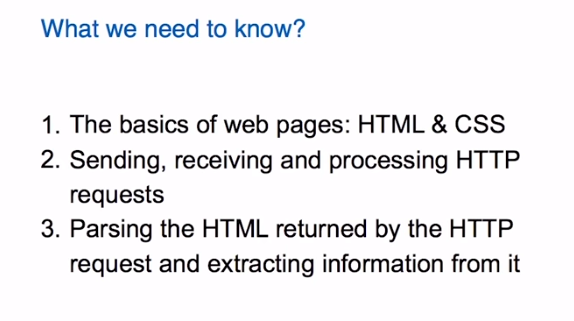 What we need to know?
1. The basics of web pages: HTML & CSS
2. Sending, receiving and processing HTTP
requests
3. Parsing the HTML returned by the HTTP
request and extracting information from it